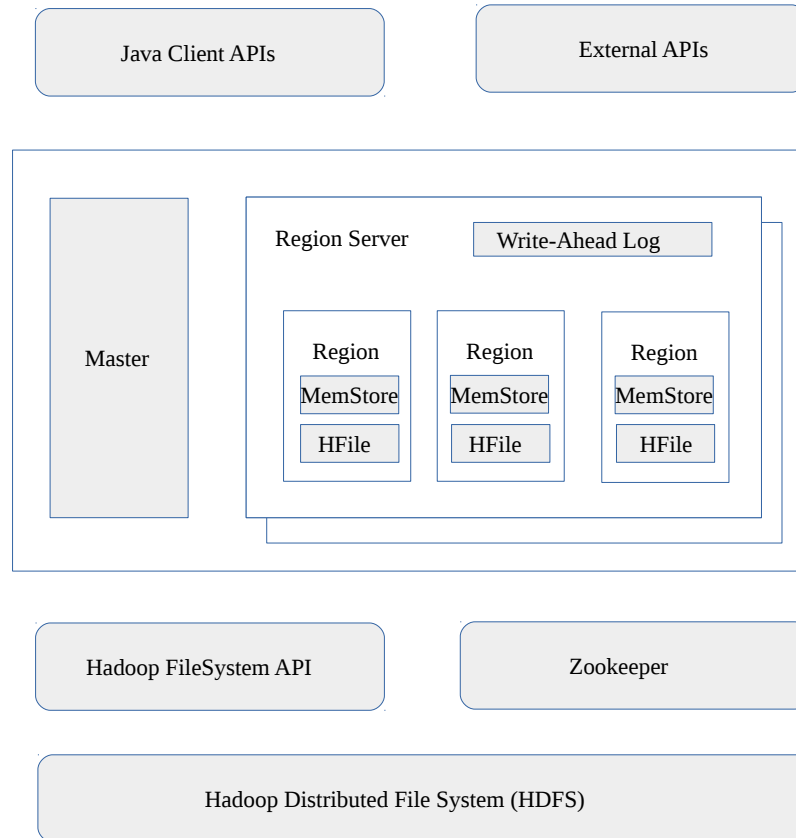 Java Client APIs
External APIs
Region Server
Write-Ahead Log
Master
Region
MemStore
HFile
Region
MemStore
HFile
Region
MemStore
HFile
Hadoop FileSystem API
Zookeeper
Hadoop Distributed File System (HDFS)